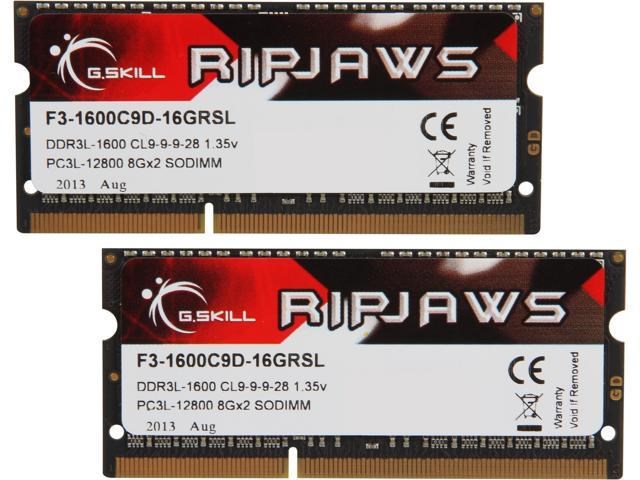 G.SKILL RIPJAWS
F3-1600C9D-16GRSL
DDR3L-1600 CL9-9-9-28 1.35v
PC3L-12800 8Gx2 SODIMM
2013 Aug
CE
Warranty
Void If Removed
GD
G.SKILL RIPJAWS
F3-1600C9D-16GRSL
DDR3L-1600 CL9-9-9-28 1.35v
PC3L-12800 8Gx2 SODIMM
2013 Aug
CE
Warranty
Void If Removed
GD